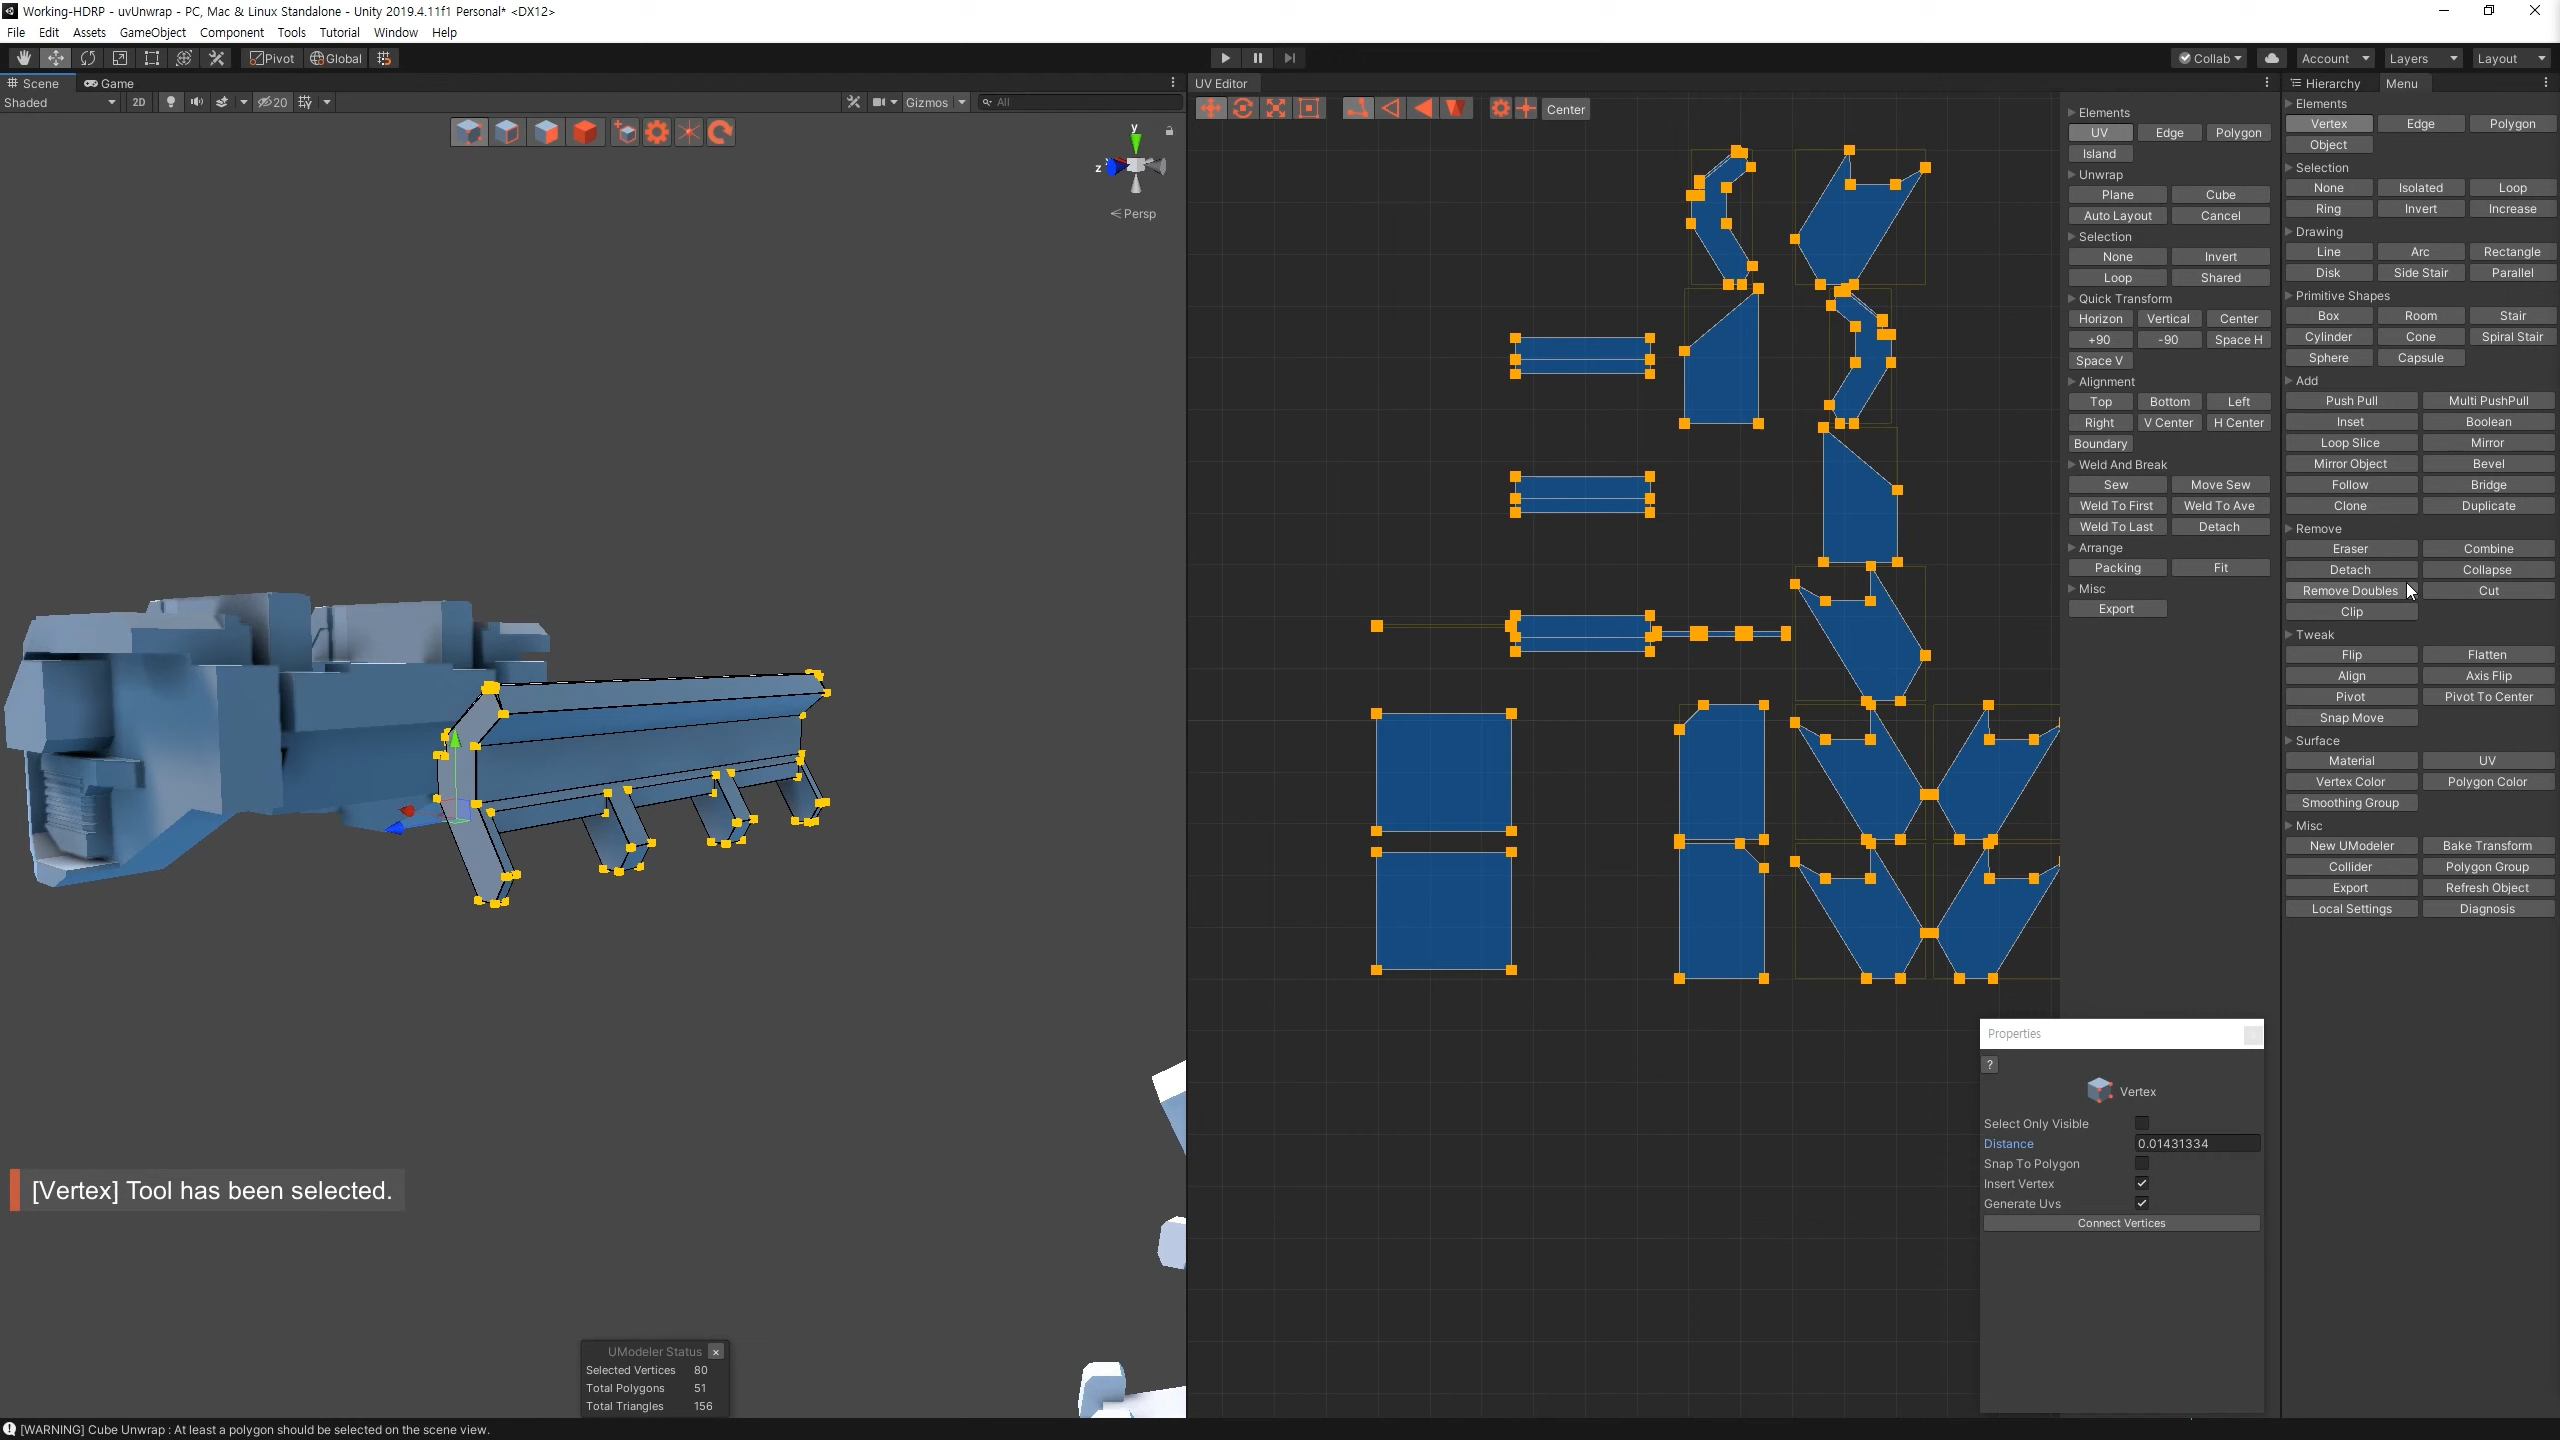 Working-HDRP - uvUnwrap - PC, Mac & Linux Standalone - Unity 2019.4.11f1 Personal* <DX12>
File Edit Assets GameObject Component Tools Tutorial Window Help
Pivot Global Collab Account Layers Layout
Scene Game
Shaded 2D 20 Gizmos All
y
z
Persp
[Vertex] Tool has been selected.
UModeler Status
Selected Vertices 80
Total Polygons 51
Total Triangles 156
[WARNING] Cube Unwrap : At least a polygon should be selected on the scene view.
UV Editor
Center
Elements
UV Edge Polygon
Island
Unwrap
Plane Cube
Auto Layout Cancel
Selection
None Invert
Loop Shared
Quick Transform
Horizon Vertical Center
+90 -90 Space H
Space V
Alignment
Top Bottom Left
Right V Center H Center
Boundary
Weld And Break
Sew Move Sew
Weld To First Weld To Ave
Weld To Last Detach
Arrange
Packing Fit
Misc
Export
Properties
?
Vertex
Select Only Visible
Distance 0.01431334
Snap To Polygon
Insert Vertex
Generate Uvs
Connect Vertices
Hierarchy Menu
Elements
Vertex Edge Polygon
Object
Selection
None Isolated Loop
Ring Invert Increase
Drawing
Line Arc Rectangle
Disk Side Stair Parallel
Primitive Shapes
Box Room Stair
Cylinder Cone Spiral Stair
Sphere Capsule
Add
Push Pull Multi PushPull
Inset Boolean
Loop Slice Mirror
Mirror Object Bevel
Follow Bridge
Clone Duplicate
Remove
Eraser Combine
Detach Collapse
Remove Doubles Cut
Clip
Tweak
Flip Flatten
Align Axis Flip
Pivot Pivot To Center
Snap Move
Surface
Material UV
Vertex Color Polygon Color
Smoothing Group
Misc
New UModeler Bake Transform
Collider Polygon Group
Export Refresh Object
Local Settings Diagnosis